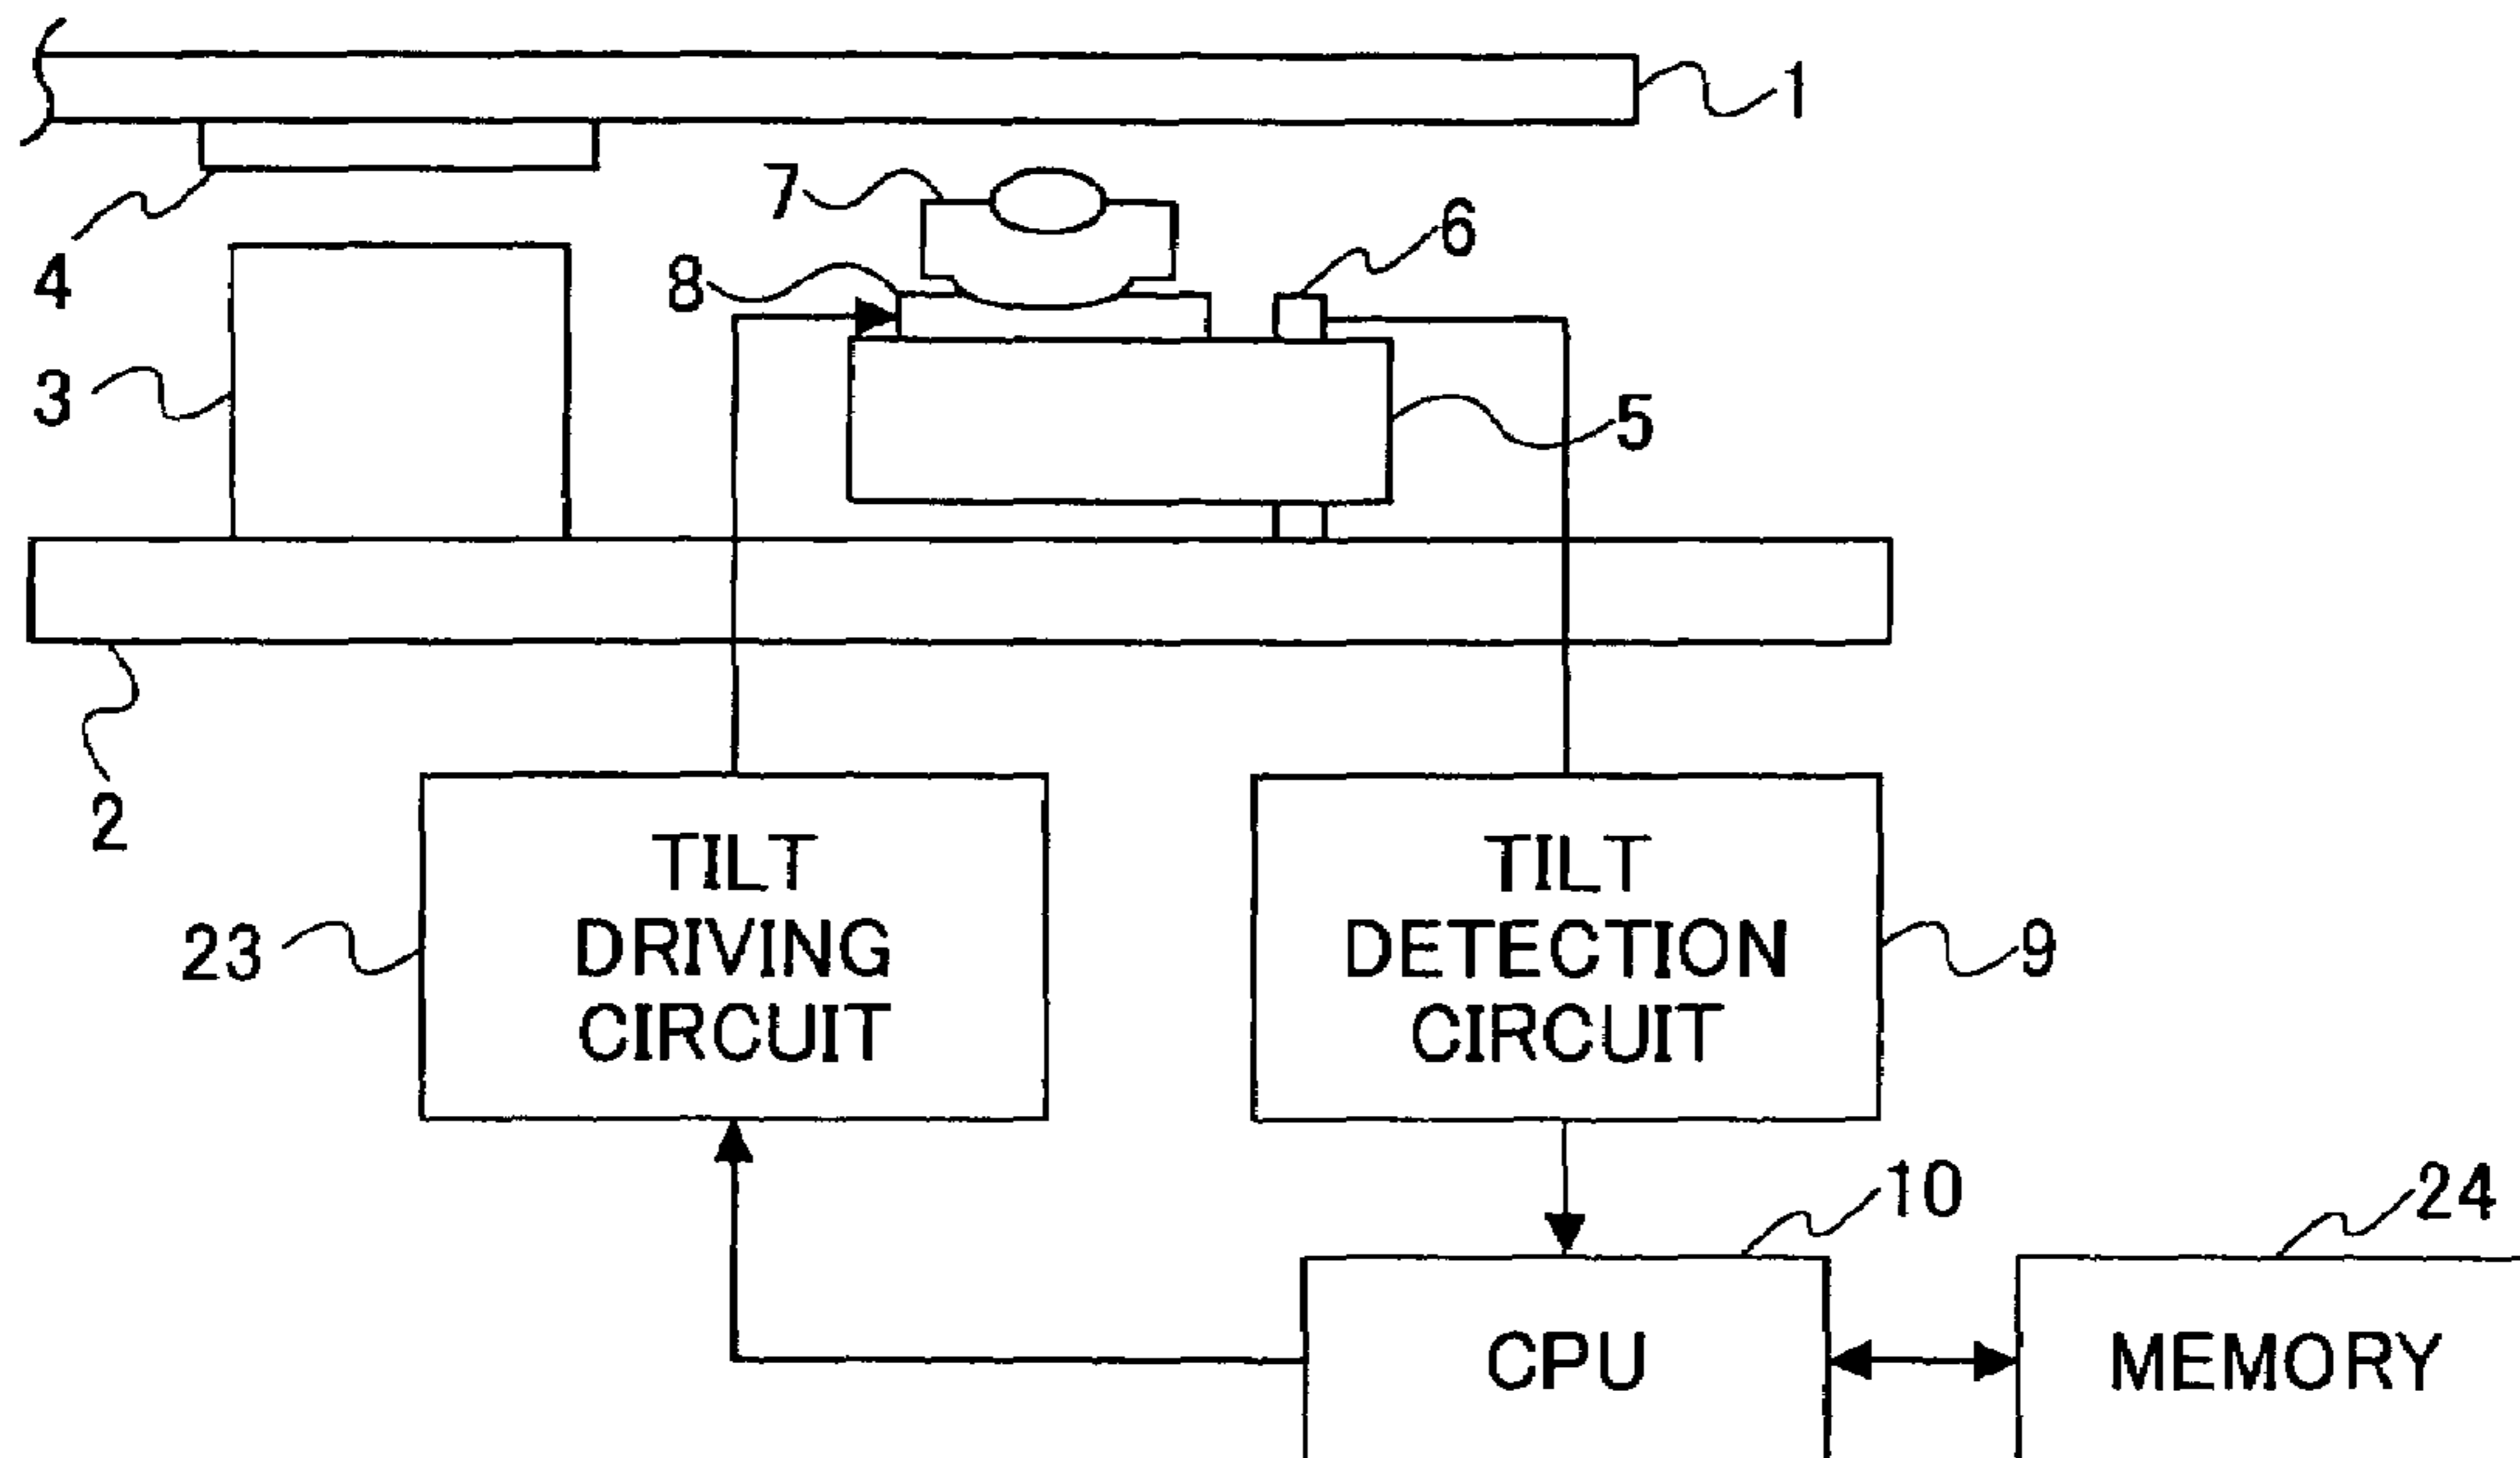 1
7
6
8
4
3
5
2
TILT
DRIVING
CIRCUIT
23
TILT
DETECTION
CIRCUIT
9
10
24
CPU
MEMORY